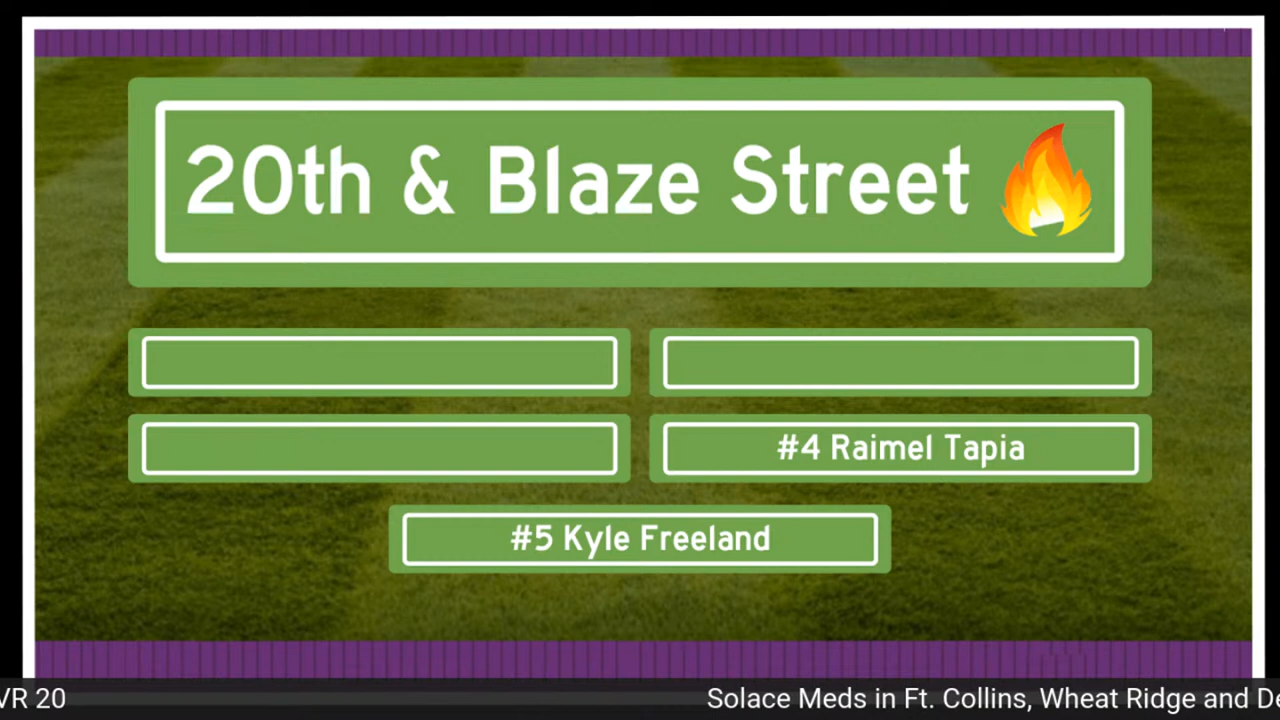 20th & Blaze Street
#4 Raimel Tapia
#5 Kyle Freeland
VR 20
Solace Meds in Ft. Collins, Wheat Ridge and